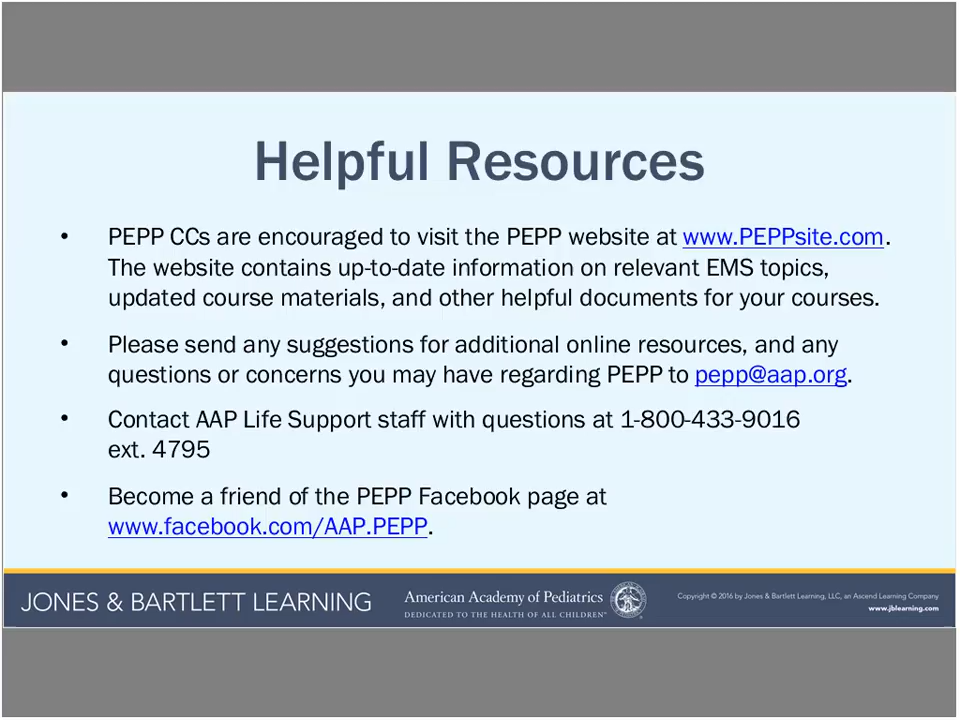 Helpful Resources
• PEPP CCs are encouraged to visit the PEPP website at www.PEPPsite.com.
The website contains up-to-date information on relevant EMS topics,
updated course materials, and other helpful documents for your courses.
• Please send any suggestions for additional online resources, and any
questions or concerns you may have regarding PEPP to pepp@aap.org.
• Contact AAP Life Support staff with questions at 1-800-433-9016
ext. 4795
• Become a friend of the PEPP Facebook page at
www.facebook.com/AAP.PEPP.
JONES & BARTLETT LEARNING
American Academy of Pediatrics
DEDICATED TO THE HEALTH OF ALL CHILDREN™
Copyright © 2016 by Jones & Bartlett Learning, LLC, an Ascend Learning Company
www.jblearning.com